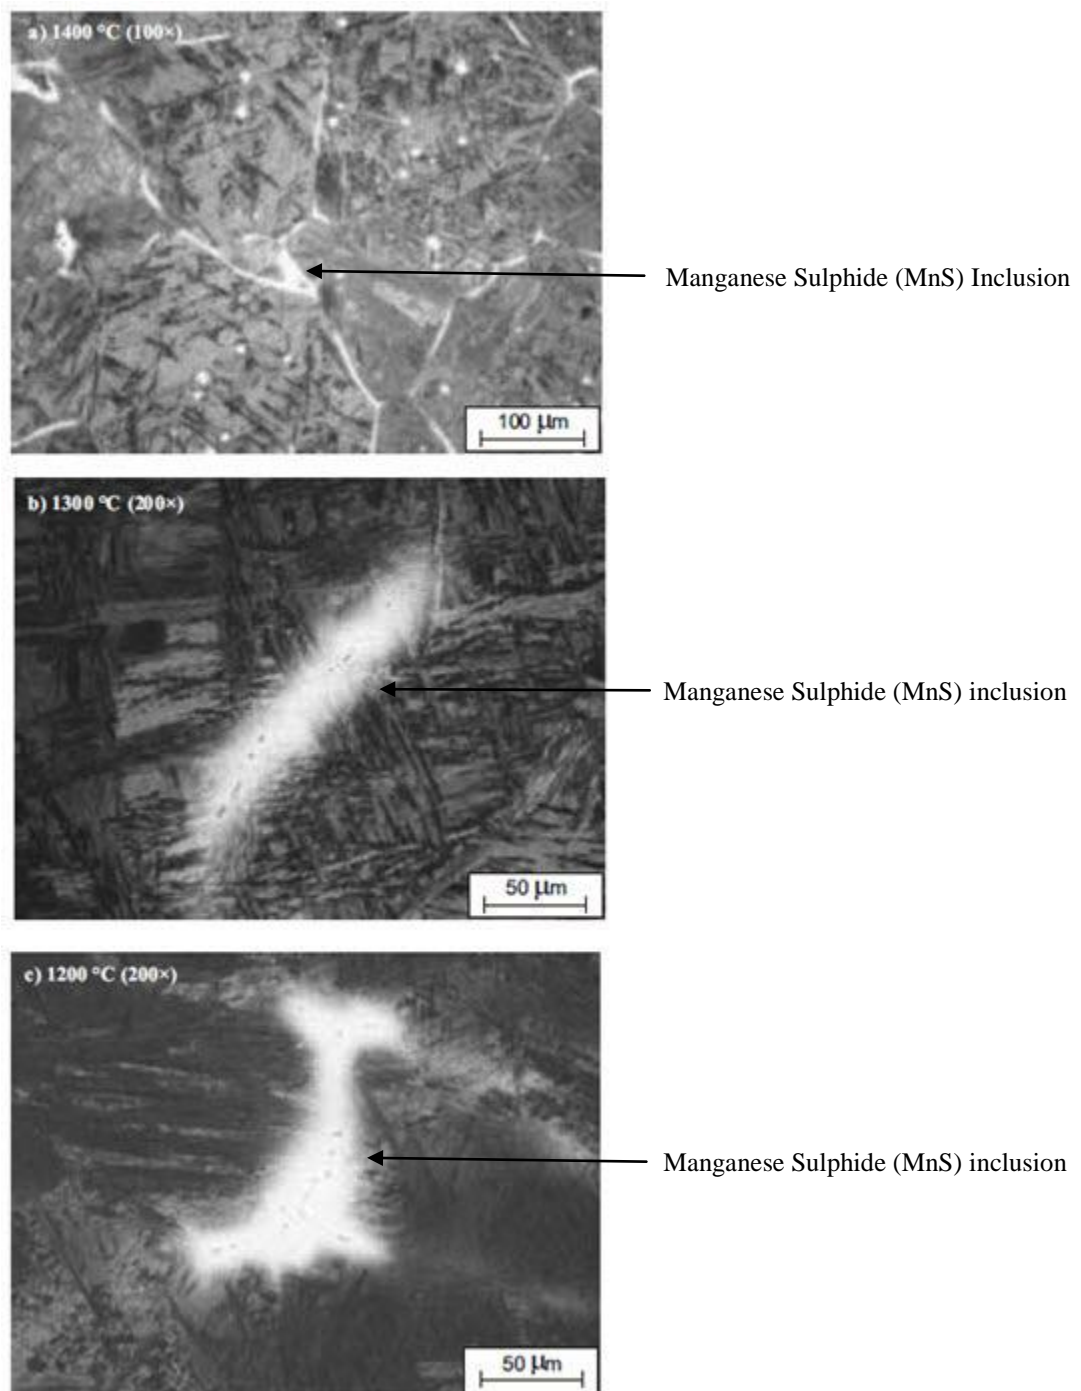 a) 1400 °C (100×)
Manganese Sulphide (MnS) Inclusion
100 µm
b) 1300 °C (200×)
Manganese Sulphide (MnS) inclusion
50 µm
c) 1200 °C (200×)
Manganese Sulphide (MnS) inclusion
50 µm